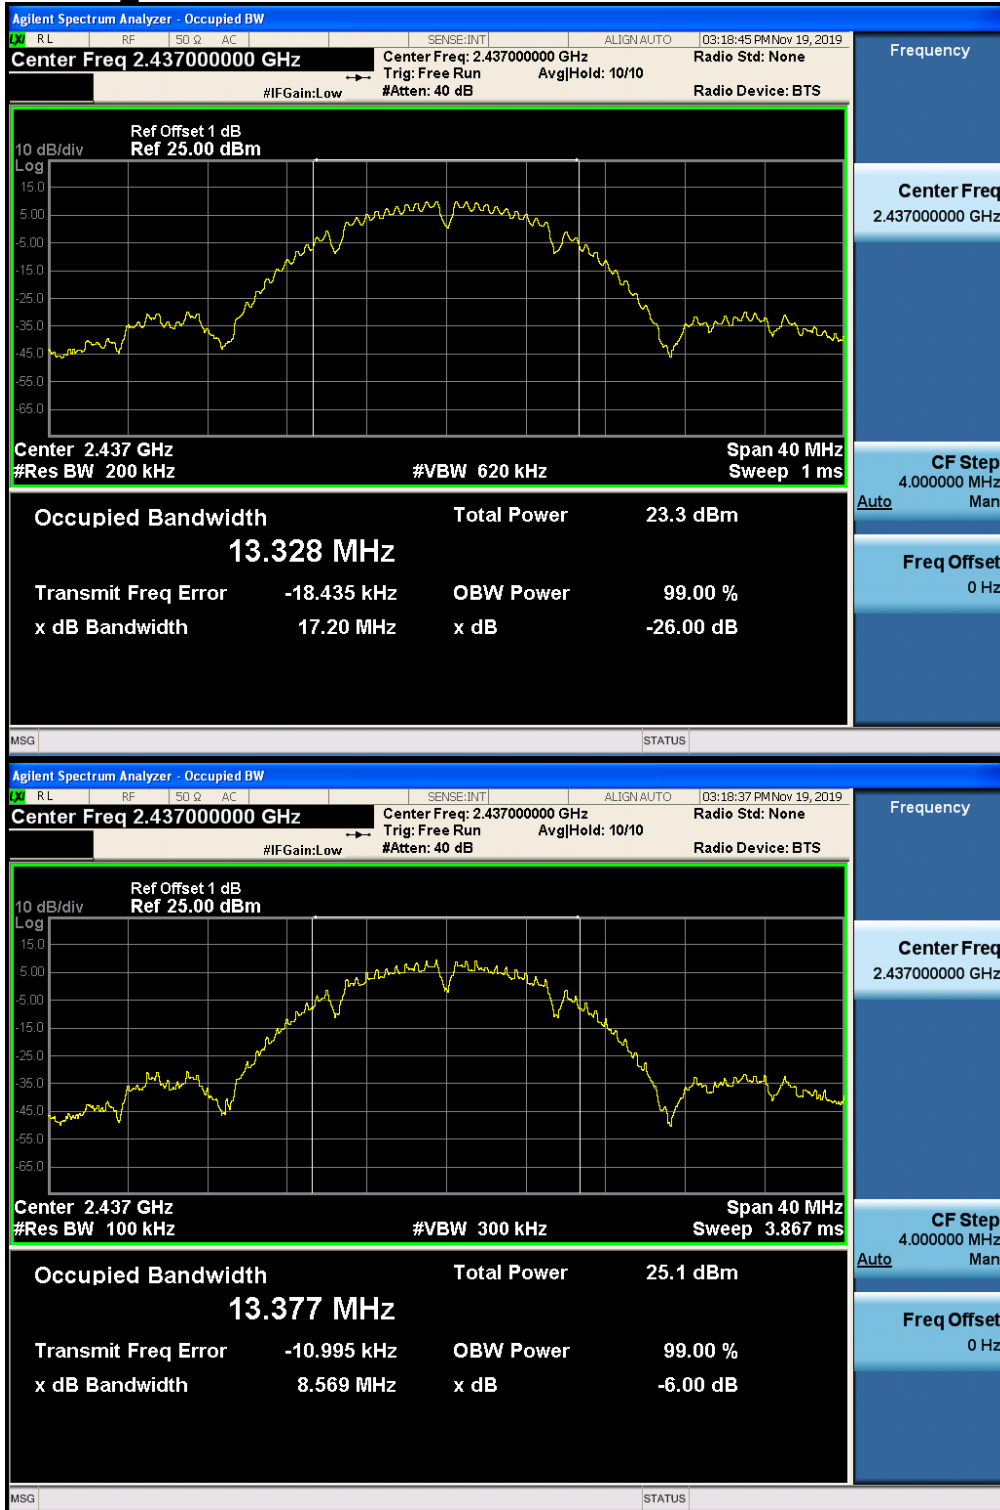 Agilent Spectrum Analyzer - Occupied BW
LXI RL RF 50 Ω AC SENSE:INT ALIGN AUTO 03:18:45 PM Nov 19, 2019
Center Freq 2.437000000 GHz
Center Freq: 2.437000000 GHz Radio Std: None
Trig: Free Run Avg|Hold: 10/10
#IFGain:Low #Atten: 40 dB Radio Device: BTS
Frequency
Ref Offset 1 dB
10 dB/div Ref 25.00 dBm
Log
15.0
5.00
-5.00
-15.0
-25.0
-35.0
-45.0
-55.0
-65.0
Center Freq
2.437000000 GHz
Center 2.437 GHz Span 40 MHz
#Res BW 200 kHz #VBW 620 kHz Sweep 1 ms
CF Step
4.000000 MHz
Auto Man
Occupied Bandwidth Total Power 23.3 dBm
13.328 MHz
Transmit Freq Error -18.435 kHz OBW Power 99.00 %
x dB Bandwidth 17.20 MHz x dB -26.00 dB
Freq Offset
0 Hz
MSG STATUS
Agilent Spectrum Analyzer - Occupied BW
LXI RL RF 50 Ω AC SENSE:INT ALIGN AUTO 03:18:37 PM Nov 19, 2019
Center Freq 2.437000000 GHz
Center Freq: 2.437000000 GHz Radio Std: None
Trig: Free Run Avg|Hold: 10/10
#IFGain:Low #Atten: 40 dB Radio Device: BTS
Frequency
Ref Offset 1 dB
10 dB/div Ref 25.00 dBm
Log
15.0
5.00
-5.00
-15.0
-25.0
-35.0
-45.0
-55.0
-65.0
Center Freq
2.437000000 GHz
Center 2.437 GHz Span 40 MHz
#Res BW 100 kHz #VBW 300 kHz Sweep 3.867 ms
CF Step
4.000000 MHz
Auto Man
Occupied Bandwidth Total Power 25.1 dBm
13.377 MHz
Transmit Freq Error -10.995 kHz OBW Power 99.00 %
x dB Bandwidth 8.569 MHz x dB -6.00 dB
Freq Offset
0 Hz
MSG STATUS